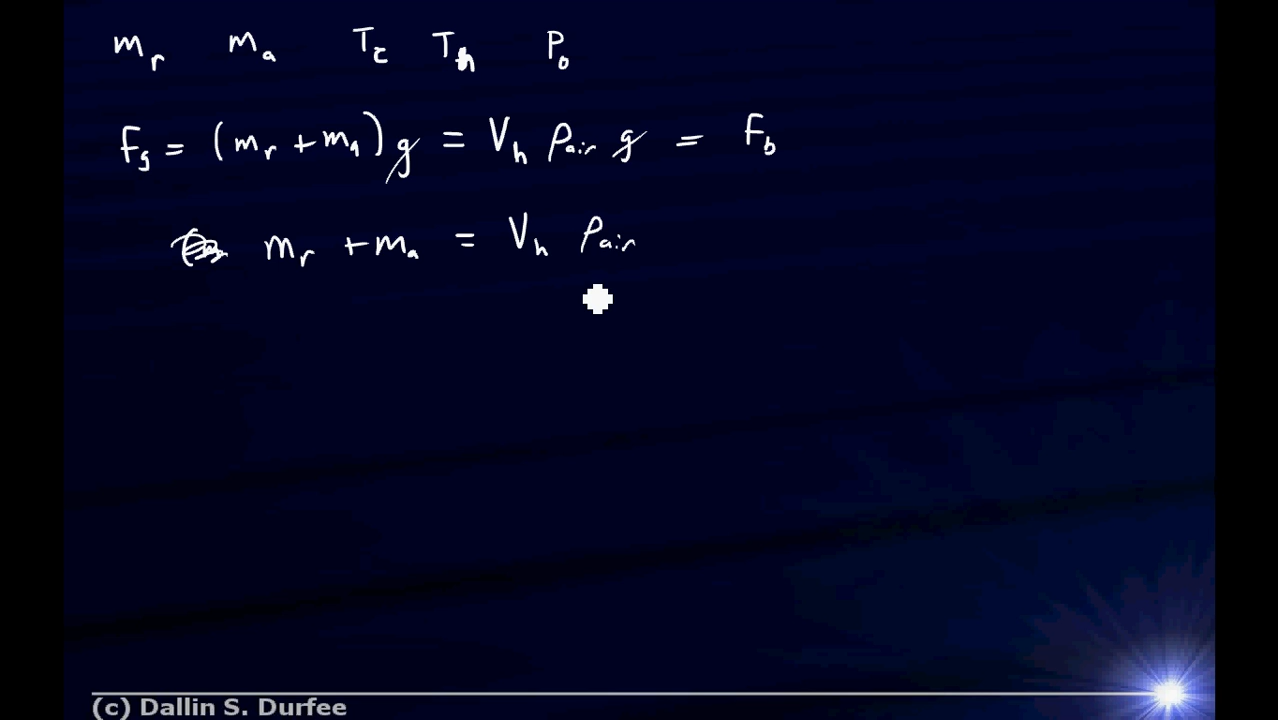 m_r m_a T_c T_h P_0
F_g = (m_r + m_a) g = V_h ρ_air g = F_b
m_r + m_a = V_h ρ_air
(c) Dallin S. Durfee